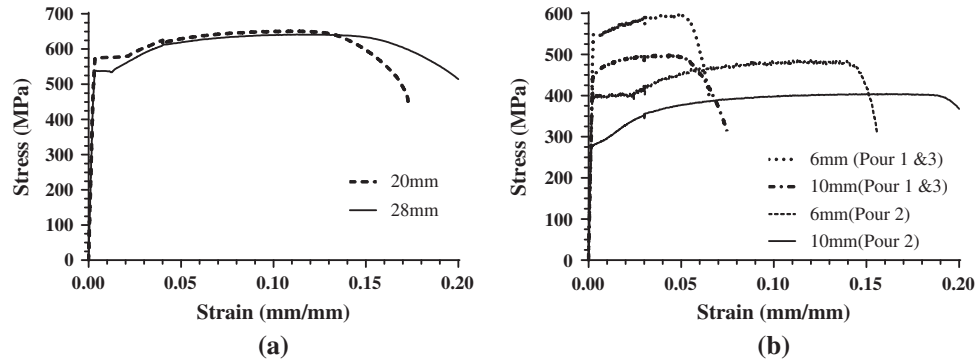 700
600
500
400
300
200
100
0
Stress (MPa)
0.00 0.05 0.10 0.15 0.20
Strain (mm/mm)
20mm
28mm
(a)
600
500
400
300
200
100
0
Stress (MPa)
0.00 0.05 0.10 0.15 0.20
Strain (mm/mm)
6mm (Pour 1 &3)
10mm(Pour 1 &3)
6mm(Pour 2)
10mm(Pour 2)
(b)